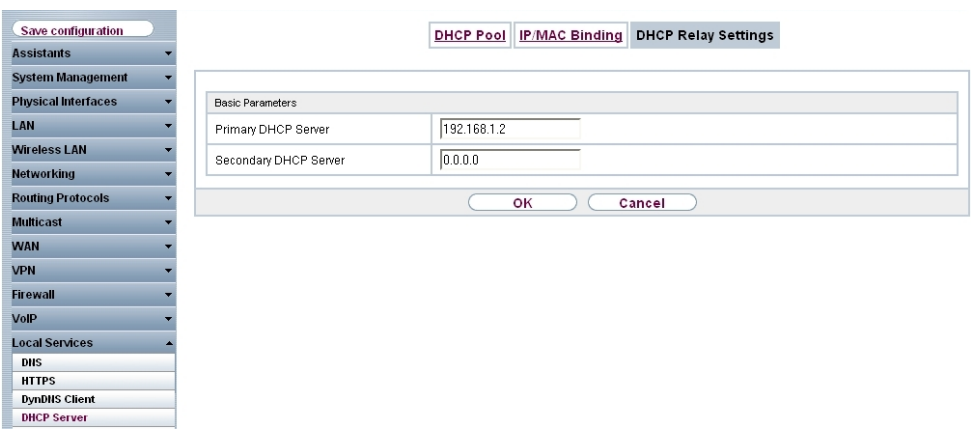 Save configuration
Assistants
System Management
Physical Interfaces
LAN
Wireless LAN
Networking
Routing Protocols
Multicast
WAN
VPN
Firewall
VoIP
Local Services
DNS
HTTPS
DynDNS Client
DHCP Server
DHCP Pool IP/MAC Binding DHCP Relay Settings
Basic Parameters
Primary DHCP Server 192.168.1.2
Secondary DHCP Server 0.0.0.0
OK Cancel